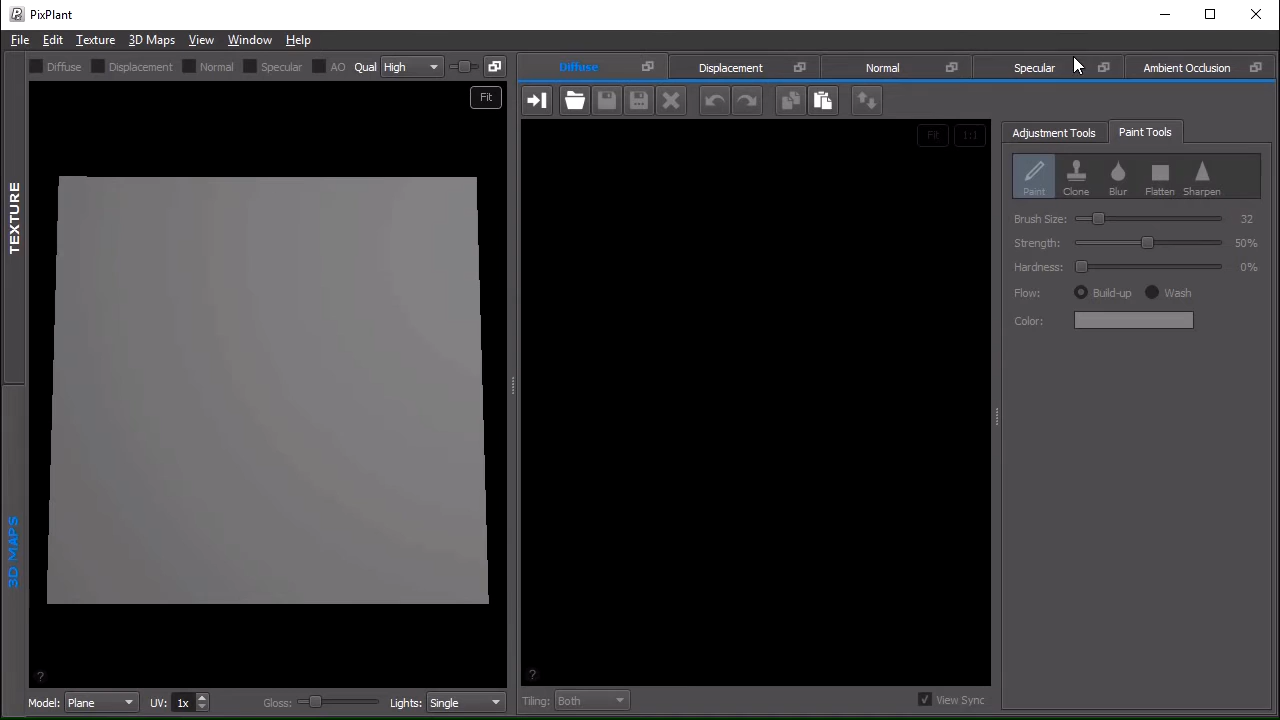 PixPlant
File Edit Texture 3D Maps View Window Help
Diffuse Displacement Normal Specular AO Qual High
Diffuse Displacement Normal Specular Ambient Occlusion
Fit
Fit 1:1
Adjustment Tools Paint Tools
Paint Clone Blur Flatten Sharpen
Brush Size: 32
Strength: 50%
Hardness: 0%
Flow: Build-up Wash
Color:
TEXTURE
3D MAPS
?
?
Model: Plane UV: 1x Gloss: Lights: Single
Tiling: Both View Sync